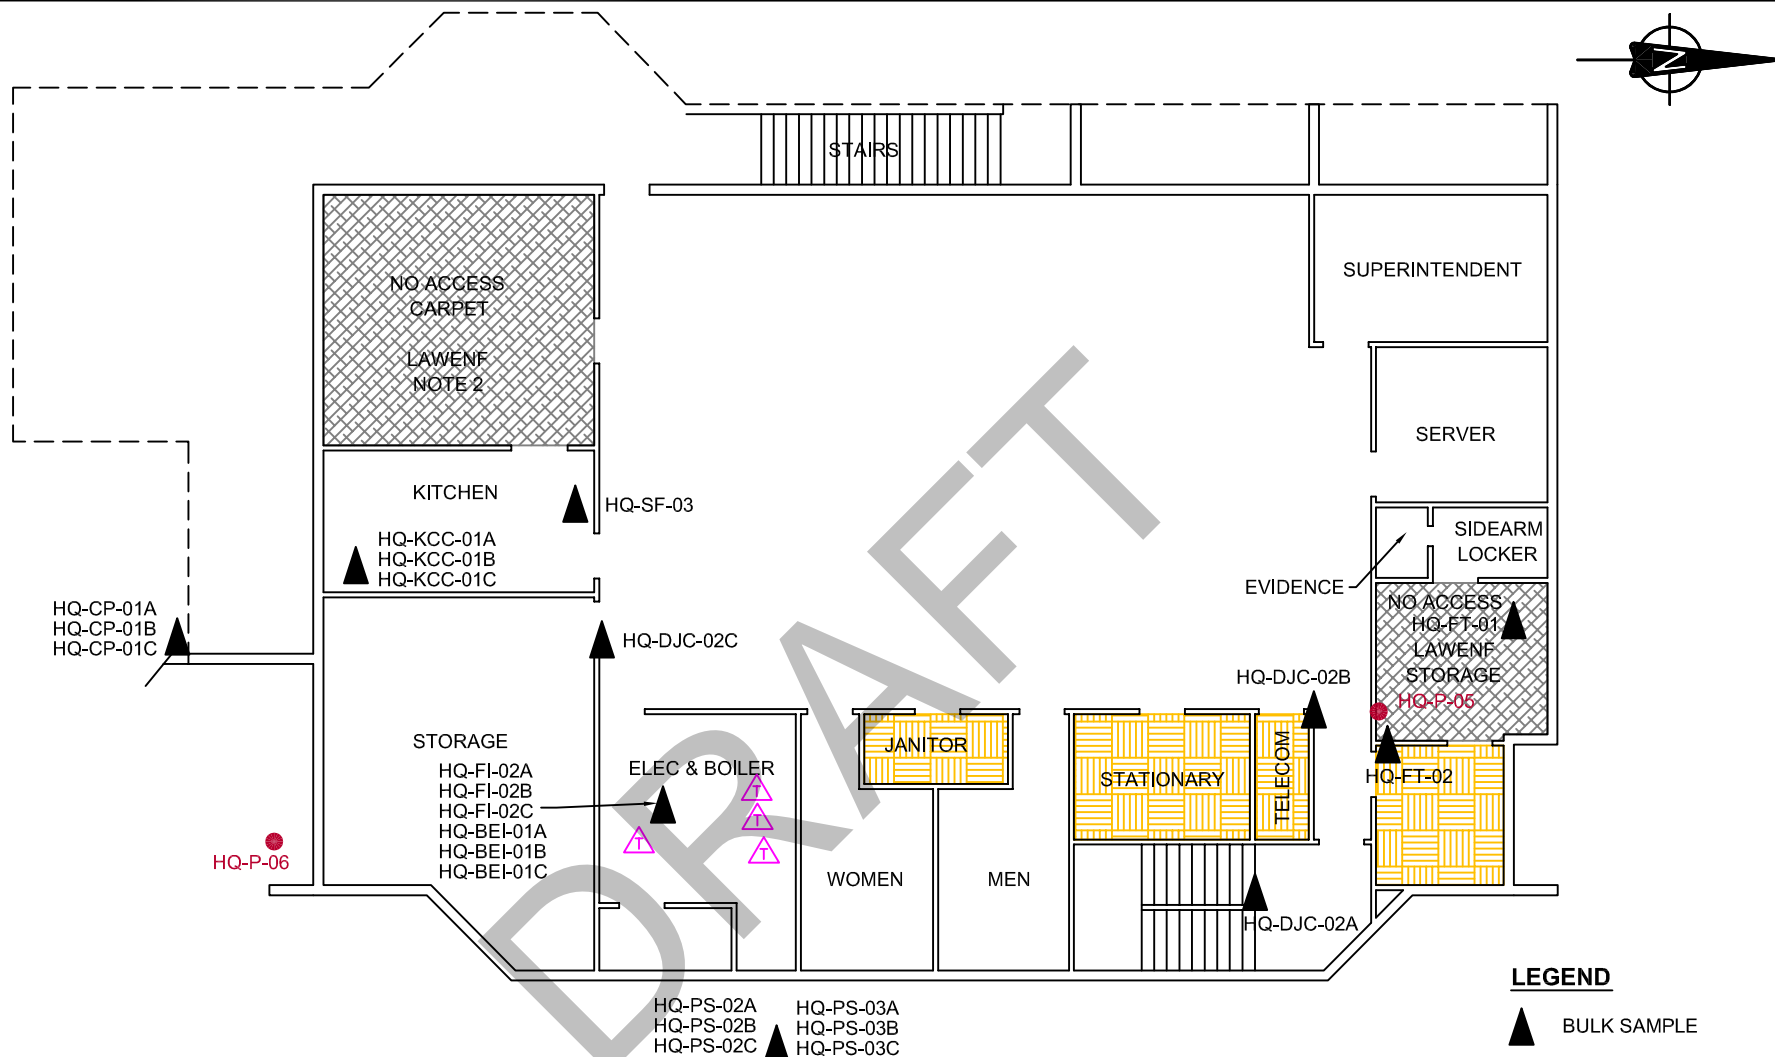 N
STAIRS
NO ACCESS
CARPET
LAWENF
NOTE 2
SUPERINTENDENT
SERVER
KITCHEN
HQ-SF-03
HQ-KCC-01A
HQ-KCC-01B
HQ-KCC-01C
SIDEARM
LOCKER
EVIDENCE
HQ-CP-01A
HQ-CP-01B
HQ-CP-01C
HQ-DJC-02C
NO ACCESS
HQ-FT-01
LAWENF
STORAGE
HQ-P-05
HQ-DJC-02B
STORAGE
HQ-FI-02A
HQ-FI-02B
HQ-FI-02C
HQ-BEI-01A
HQ-BEI-01B
HQ-BEI-01C
ELEC & BOILER
T
T
T
T
JANITOR
STATIONARY
TELECOM
HQ-FT-02
HQ-P-06
WOMEN
MEN
HQ-DJC-02A
HQ-PS-02A
HQ-PS-02B
HQ-PS-02C
HQ-PS-03A
HQ-PS-03B
HQ-PS-03C
LEGEND
BULK SAMPLE
DRAFT